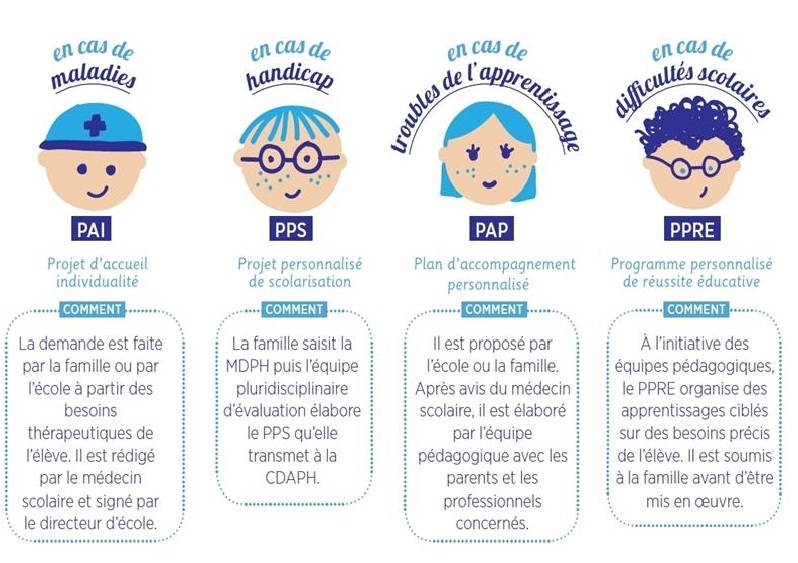 en cas de
maladies
PAI
Projet d'accueil
individualité
COMMENT
La demande est faite
par la famille ou par
l'école à partir des
besoins
thérapeutiques de
l'élève. Il est rédigé
par le médecin
scolaire et signé par
le directeur d'école.
en cas de
handicap
PPS
Projet personnalisé
de scolarisation
COMMENT
La famille saisit la
MDPH puis l'équipe
pluridisciplinaire
d'évaluation élabore
le PPS qu'elle
transmet à la
CDAPH.
en cas de
troubles de l'apprentissage
PAP
Plan d'accompagnement
personnalisé
COMMENT
Il est proposé par
l'école ou la famille.
Après avis du médecin
scolaire, il est élaboré
par l'équipe
pédagogique avec les
parents et les
professionnels
concernés.
en cas de
difficultés scolaires
PPRE
Programme personnalisé
de réussite éducative
COMMENT
À l'initiative des
équipes pédagogiques,
le PPRE organise des
apprentissages ciblés
sur des besoins précis
de l'élève. Il est soumis
à la famille avant d'être
mis en œuvre.